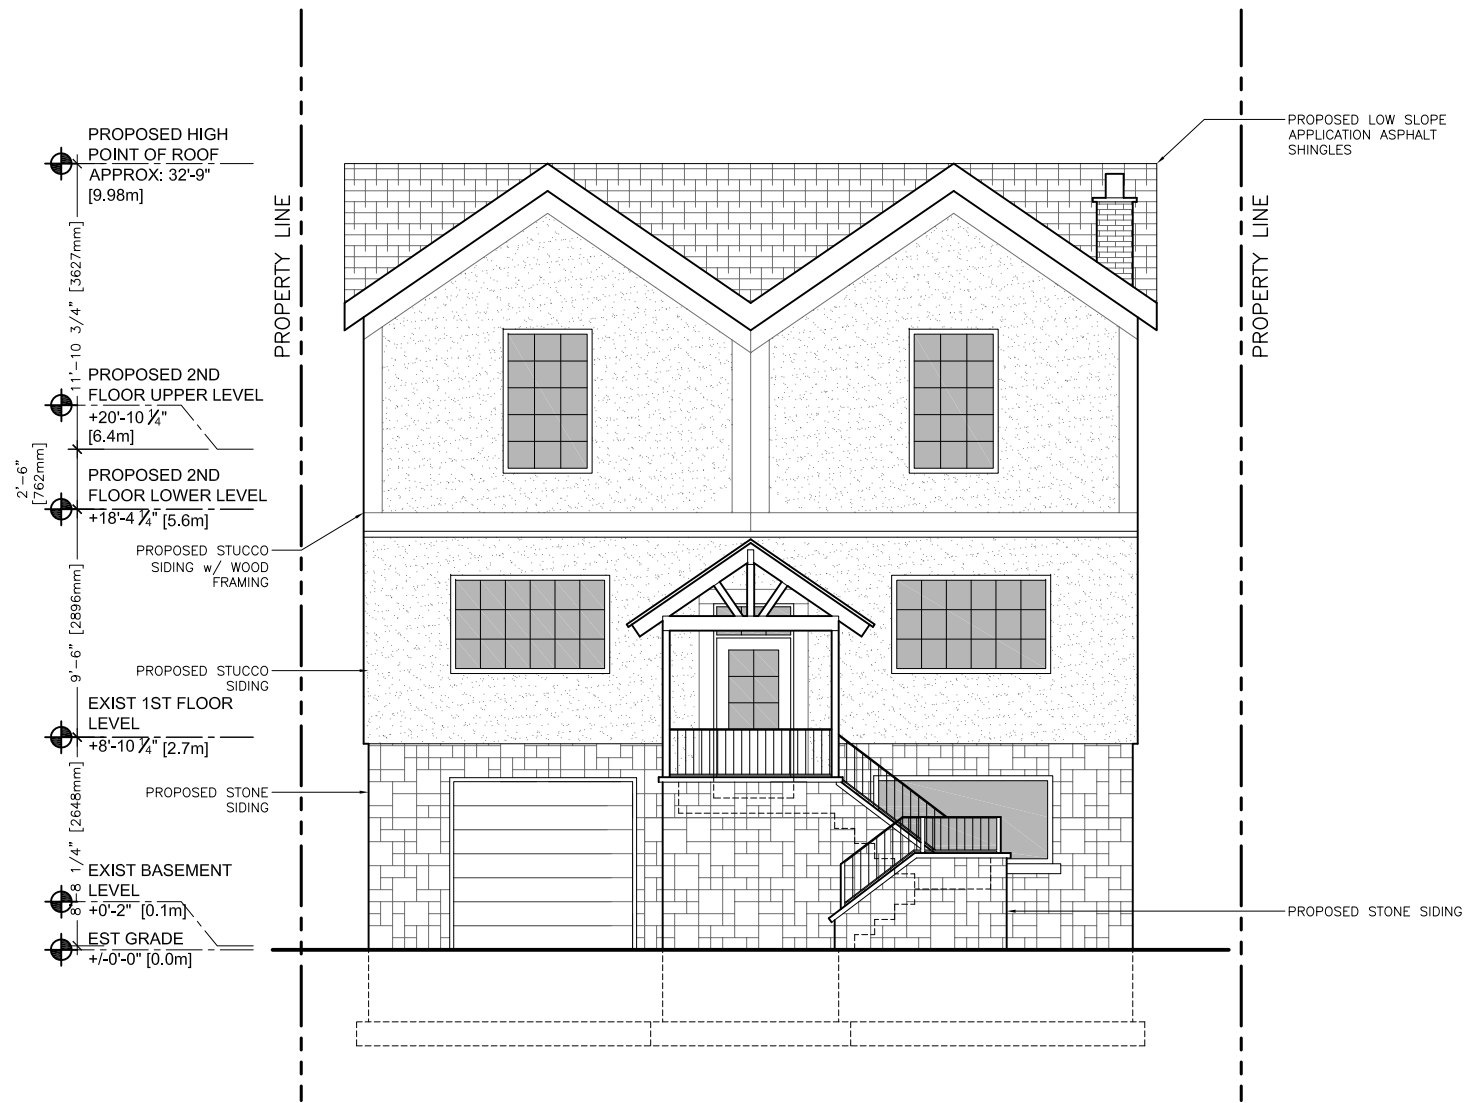 PROPOSED HIGH
POINT OF ROOF
APPROX: 32'-9"
[9.98m]
11'-10 3/4" [3627mm]
PROPOSED 2ND
FLOOR UPPER LEVEL
+20'-10 1/4"
[6.4m]
2'-6"
[762mm]
PROPOSED 2ND
FLOOR LOWER LEVEL
+18'-4 1/4" [5.6m]
PROPOSED STUCCO
SIDING w/ WOOD
FRAMING
9'-6" [2896mm]
PROPOSED STUCCO
SIDING
EXIST 1ST FLOOR
LEVEL
+8'-10 1/4" [2.7m]
PROPOSED STONE
SIDING
8'-8 1/4" [2648mm]
EXIST BASEMENT
LEVEL
+0'-2" [0.1m]
EST GRADE
+/-0'-0" [0.0m]
PROPERTY LINE
PROPERTY LINE
PROPOSED LOW SLOPE
APPLICATION ASPHALT
SHINGLES
PROPOSED STONE SIDING